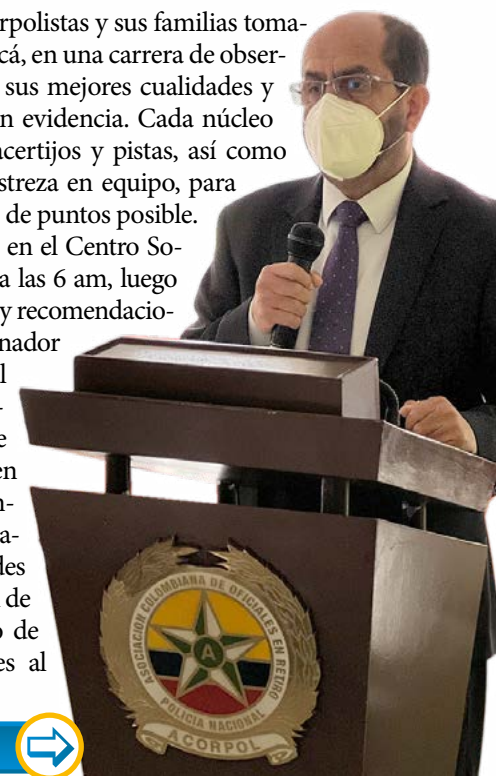 rpolistas y sus familias toma-
cá, en una carrera de obser-
sus mejores cualidades y
n evidencia. Cada núcleo
acertijos y pistas, así como
streza en equipo, para
de puntos posible.
en el Centro So-
a las 6 am, luego
y recomendacio-
nador
l
-
e
en
n-
a-
des
de
o de
es al
ASOCIACION COLOMBIANA DE OFICIALES EN RETIRO
A
POLICIA NACIONAL
ACORPOL